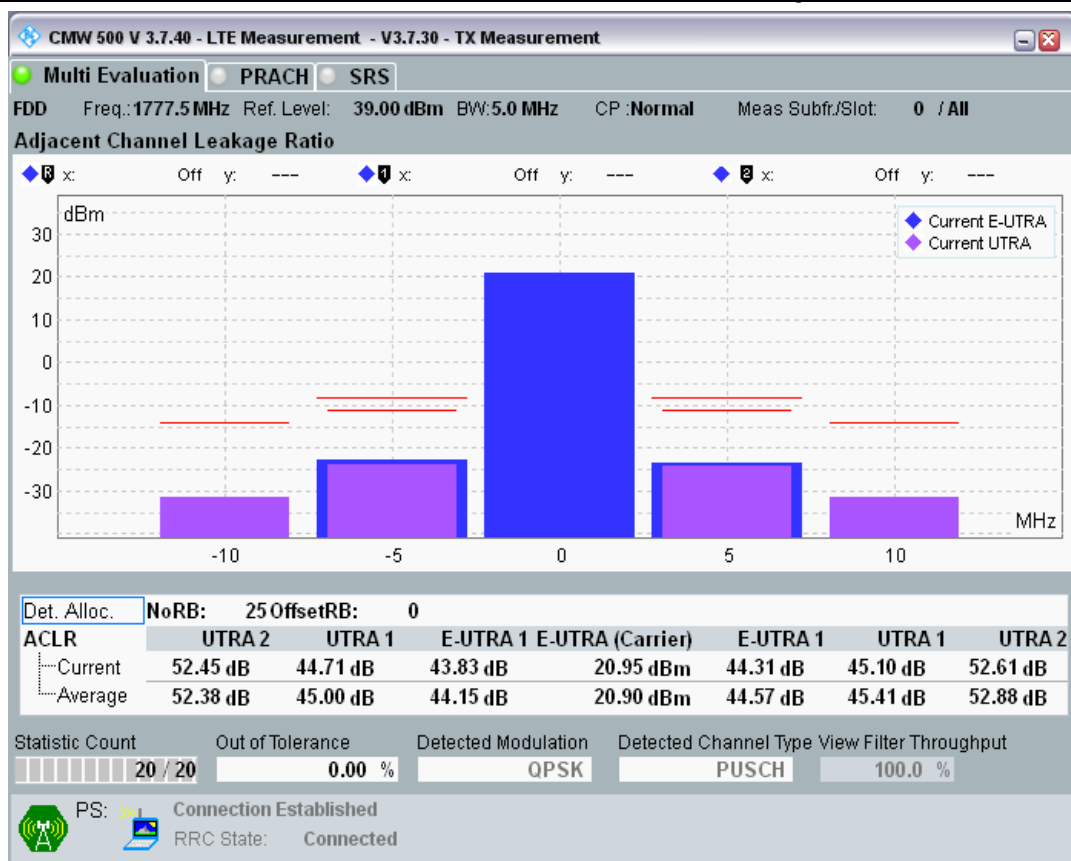 CMW 500 V 3.7.40 - LTE Measurement - V3.7.30 - TX Measurement
Multi Evaluation PRACH SRS
FDD Freq.:1777.5 MHz Ref. Level: 39.00 dBm BW:5.0 MHz CP :Normal Meas Subfr./Slot: 0 / All
Adjacent Channel Leakage Ratio
R x: Off y: --- 1 x: Off y: --- 2 x: Off y: ---
dBm
Current E-UTRA
Current UTRA
30
20
10
0
-10
-20
-30
MHz
-10 -5 0 5 10
Det. Alloc. NoRB: 25 OffsetRB: 0
ACLR UTRA 2 UTRA 1 E-UTRA 1 E-UTRA (Carrier) E-UTRA 1 UTRA 1 UTRA 2
Current 52.45 dB 44.71 dB 43.83 dB 20.95 dBm 44.31 dB 45.10 dB 52.61 dB
Average 52.38 dB 45.00 dB 44.15 dB 20.90 dBm 44.57 dB 45.41 dB 52.88 dB
Statistic Count Out of Tolerance Detected Modulation Detected Channel Type View Filter Throughput
20 / 20 0.00 % QPSK PUSCH 100.0 %
PS: Connection Established
RRC State: Connected